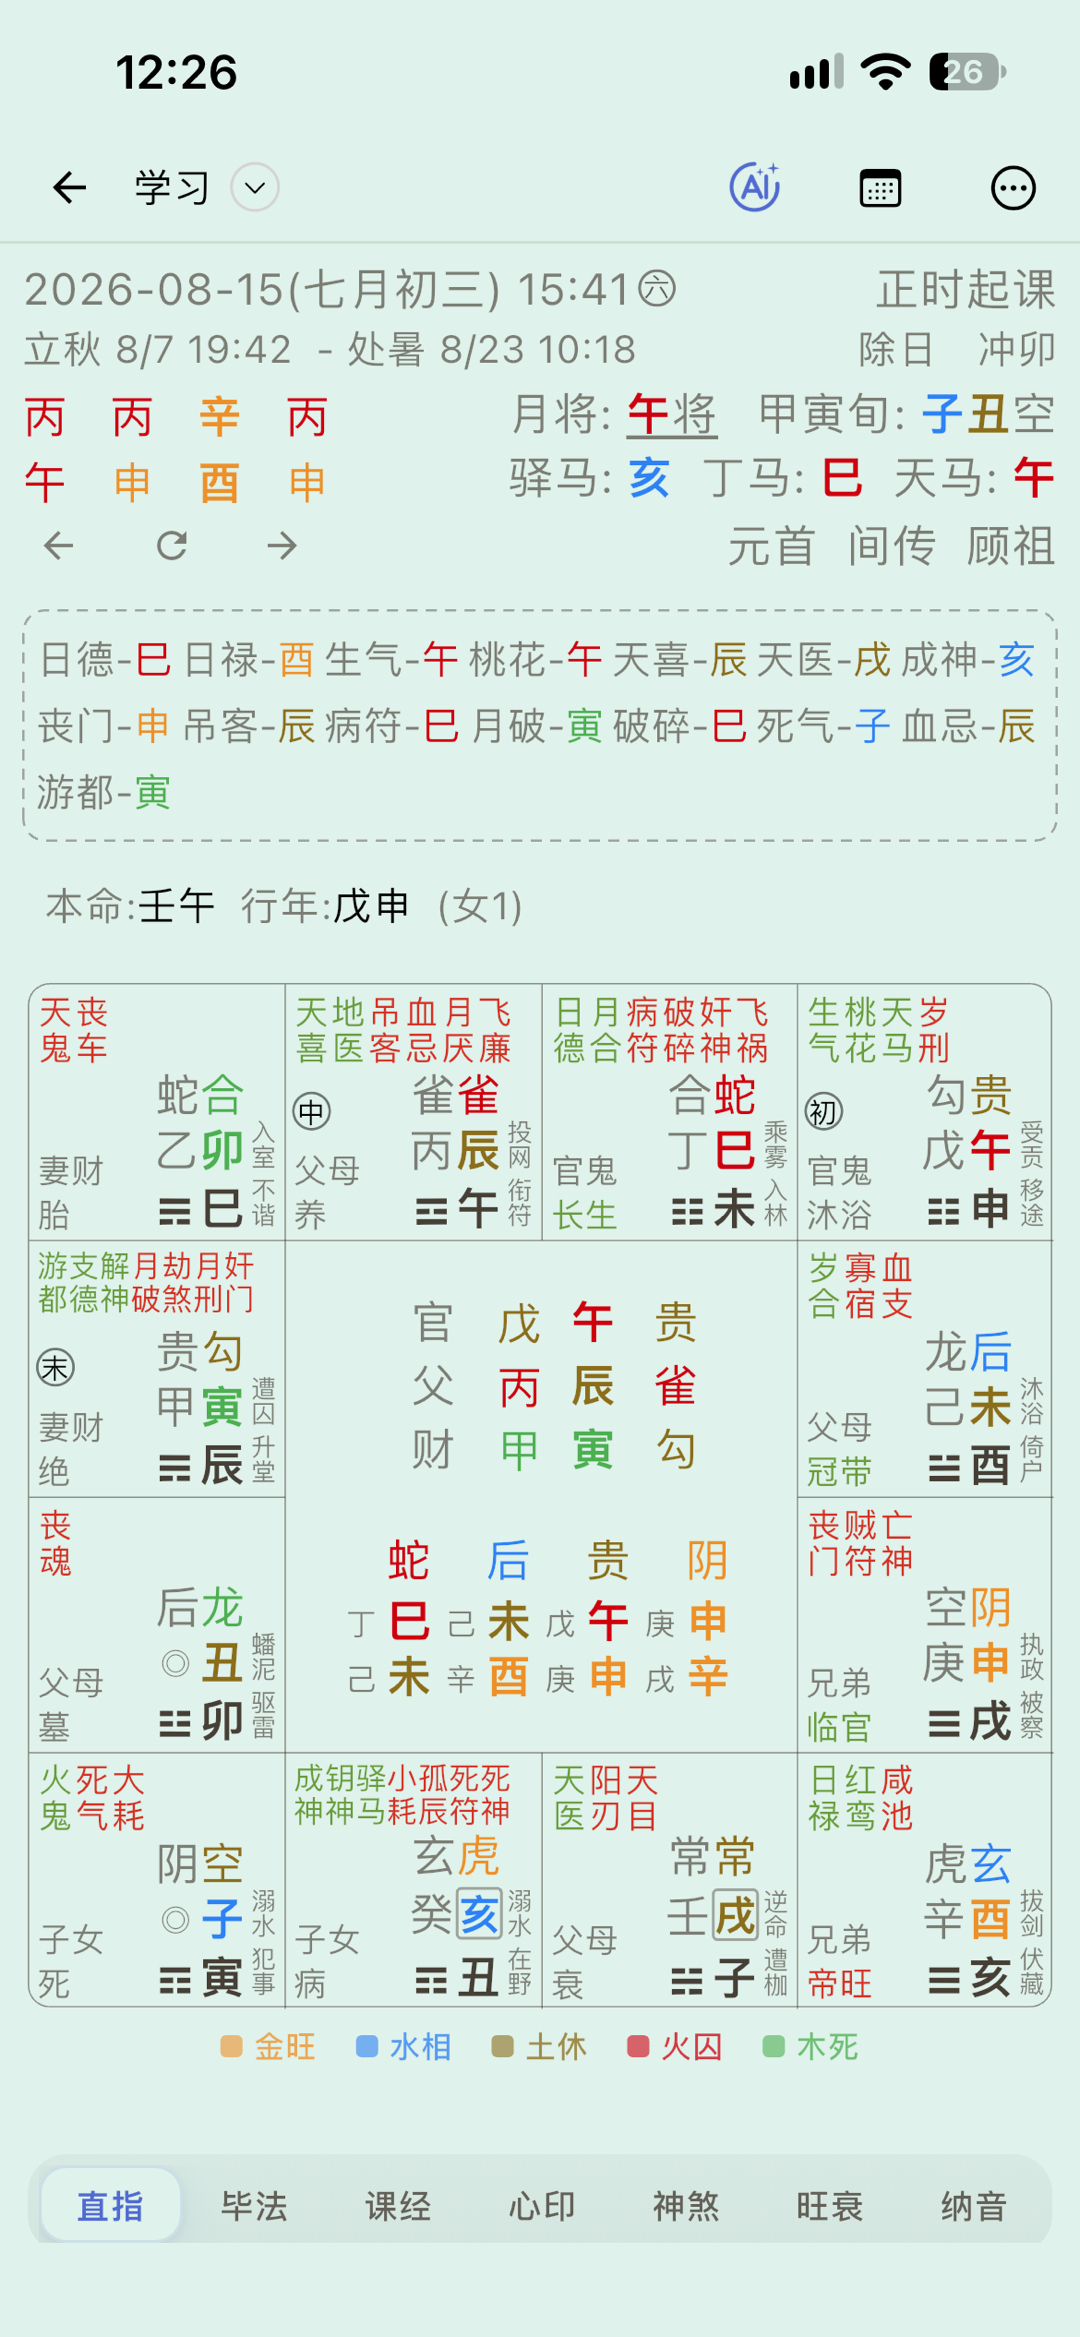 12:26
26
学习
AI
2026-08-15(七月初三) 15:41㊅
正时起课
立秋 8/7 19:42 - 处暑 8/23 10:18
除日 冲卯
丙 丙 辛 丙
月将: 午将 甲寅旬: 子丑空
午 申 酉 申
驿马: 亥 丁马: 巳 天马: 午
元首 间传 顾祖
日德-巳 日禄-酉 生气-午 桃花-午 天喜-辰 天医-戌 成神-亥
丧门-申 吊客-辰 病符-巳 月破-寅 破碎-巳 死气-子 血忌-辰
游都-寅
本命:壬午 行年:戊申 (女1)
天丧
鬼车
蛇合
乙卯
入室
妻财
胎
☴巳
不谐
天地吊血月飞
喜医客忌厌廉
中
雀雀
丙辰
投网
父母
养
☲午
衔符
日月病破奸飞
德合符碎神祸
合蛇
丁巳
乘雾
官鬼
长生
☷未
入林
生桃天岁
气花马刑
初
勾贵
戊午
受贡
官鬼
沐浴
☷申
移途
游支解月劫月奸
都德神破煞刑门
末
贵勾
甲寅
遭囚
妻财
绝
☴辰
升堂
官 戊 午 贵
父 丙 辰 雀
财 甲 寅 勾
岁寡血
合宿支
龙后
己未
沐浴
父母
冠带
☱酉
倚户
丧
魂
后龙
◎丑
蟠泥
父母
墓
☳卯
驱雷
蛇 后 贵 阴
丁巳 己未 戊午 庚申
己未 辛酉 庚申 戌辛
丧贼亡
门符神
空阴
庚申
执政
兄弟
临官
☰戌
被察
火死大
鬼气耗
阴空
◎子
溺水
子女
死
☶寅
犯事
成钥驿小孤死死
神神马耗辰符神
玄虎
癸亥
溺水
子女
病
☶丑
在野
天阳天
医刃目
常常
壬戌
逆命
父母
衰
☵子
遭枷
日红咸
禄鸾池
虎玄
辛酉
拔剑
兄弟
帝旺
☰亥
伏藏
金旺 水相 土休 火囚 木死
直指 毕法 课经 心印 神煞 旺衰 纳音